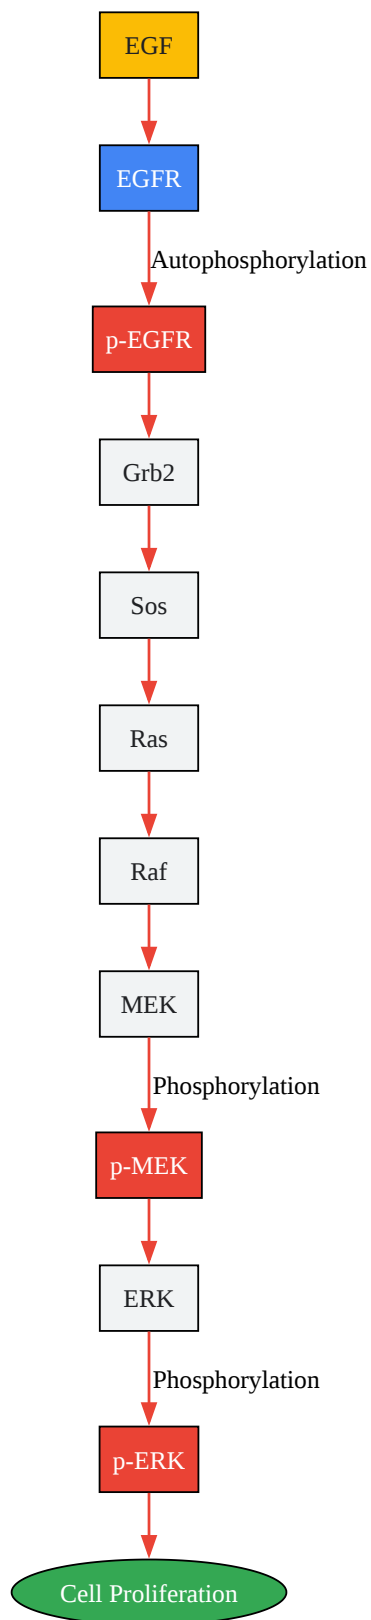 EGF
EGFR
Autophosphorylation
p-EGFR
Grb2
Sos
Ras
Raf
MEK
Phosphorylation
p-MEK
ERK
Phosphorylation
p-ERK
Cell Proliferation